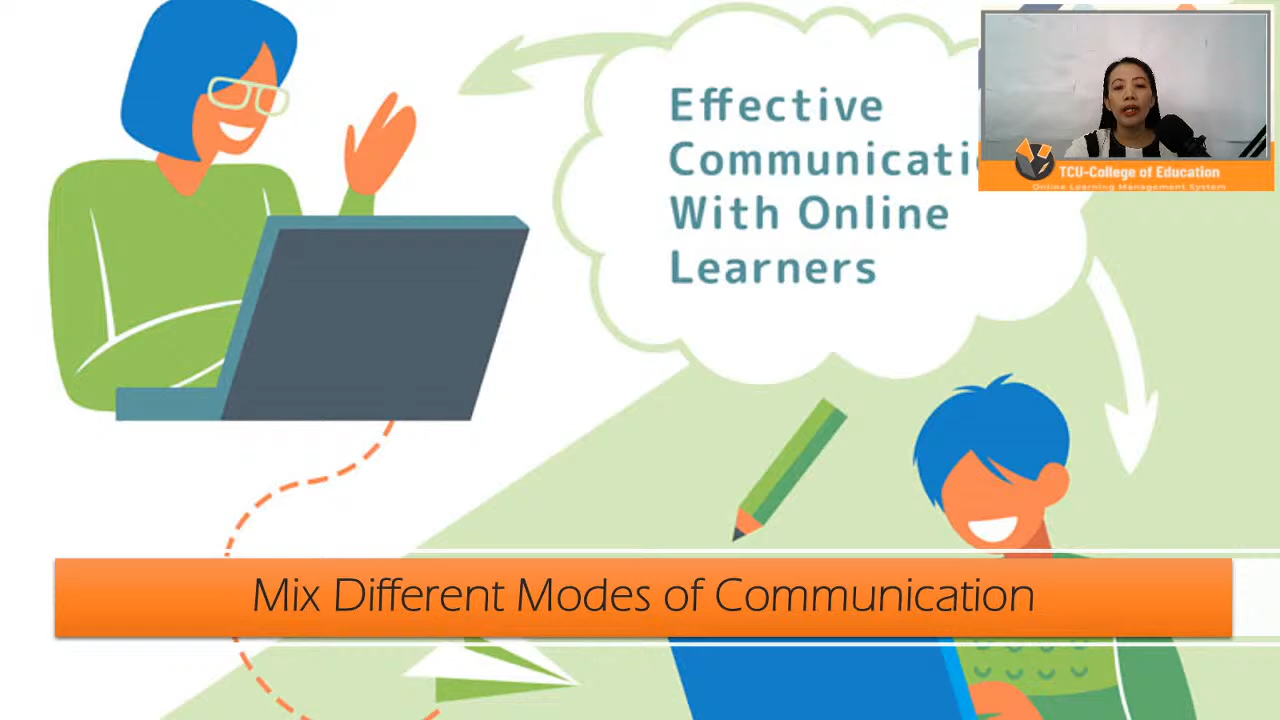 Effective
Communicati
With Online
Learners
TCU-College of Education
Online Learning Management System
Mix Different Modes of Communication